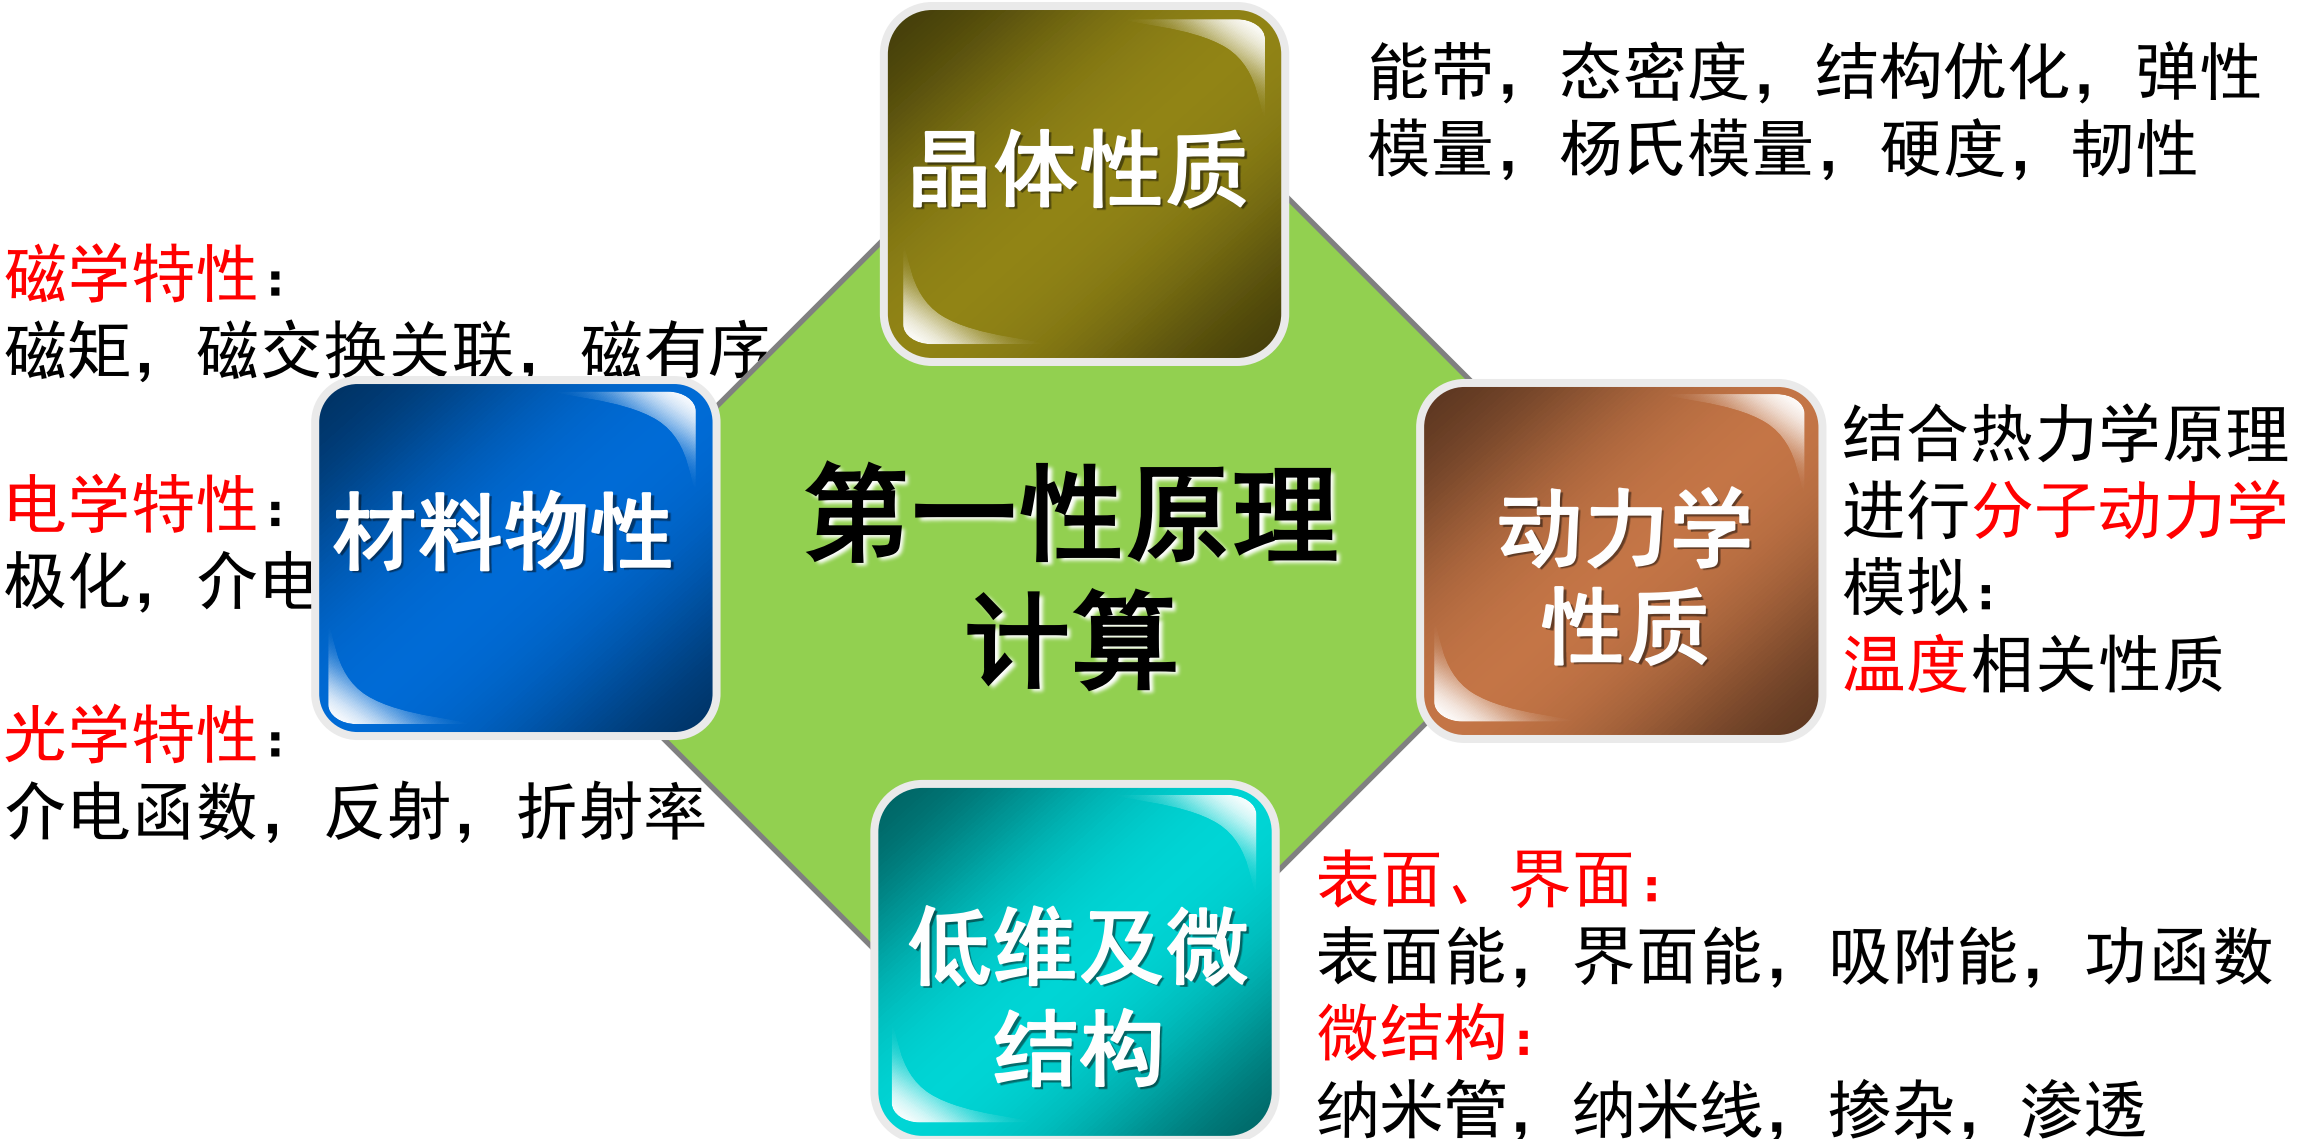 晶体性质
能带，态密度，结构优化，弹性
模量，杨氏模量，硬度，韧性
磁学特性：
磁矩，磁交换关联，磁有序
电学特性：
极化，介电
光学特性：
介电函数，反射，折射率
材料物性
第一性原理
计算
动力学
性质
结合热力学原理
进行分子动力学
模拟：
温度相关性质
低维及微
结构
表面、界面：
表面能，界面能，吸附能，功函数
微结构：
纳米管，纳米线，掺杂，渗透